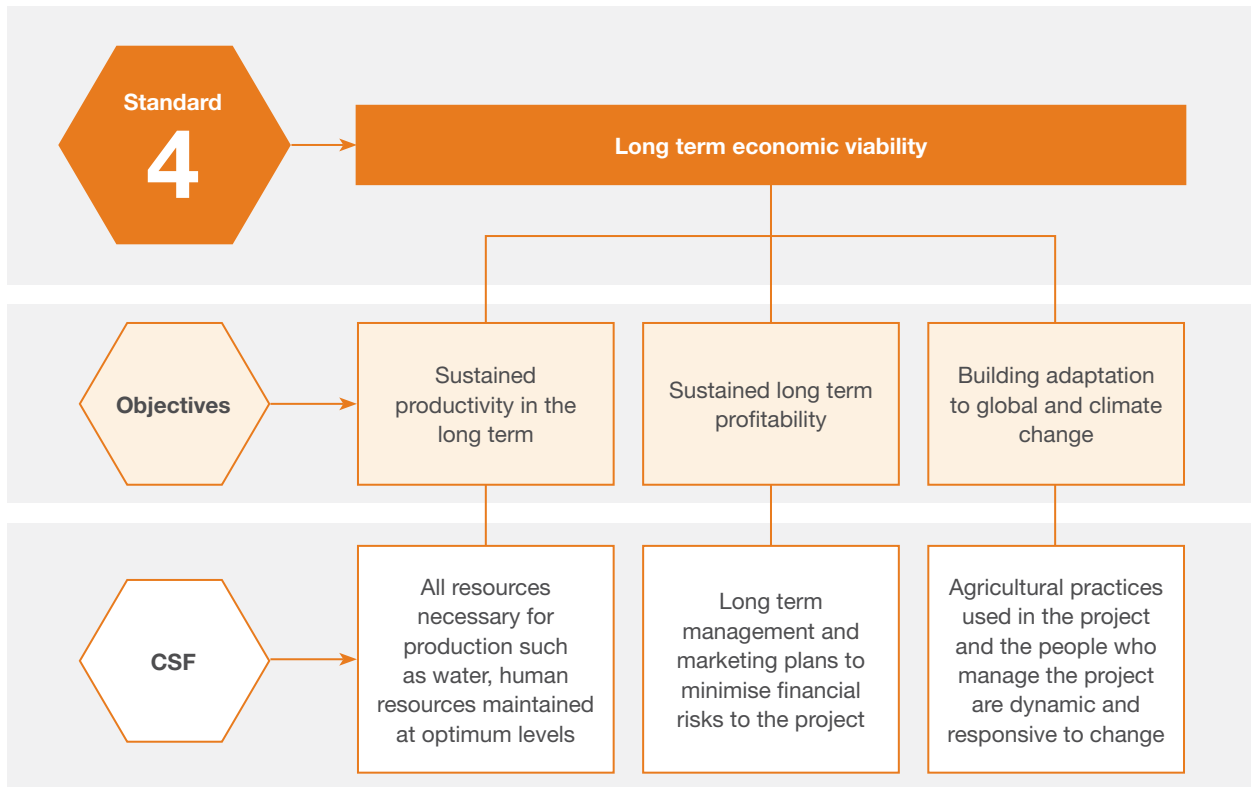 Standard
4
Long term economic viability
Objectives
Sustained
productivity in the
long term
Sustained long term
profitability
Building adaptation
to global and climate
change
CSF
All resources
necessary for
production such
as water, human
resources maintained
at optimum levels
Long term
management and
marketing plans to
minimise financial
risks to the project
Agricultural practices
used in the project
and the people who
manage the project
are dynamic and
responsive to change